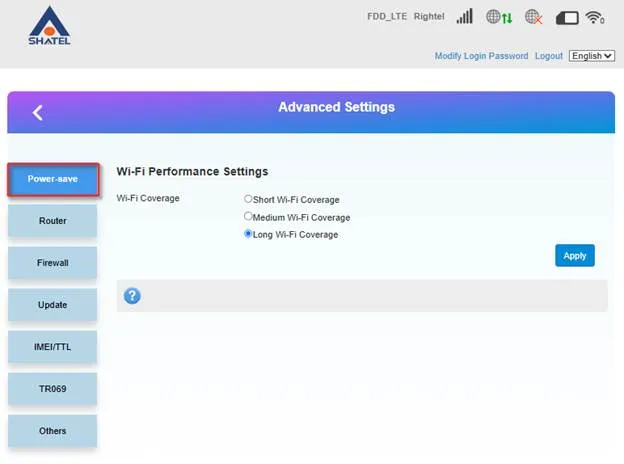 SHATEL
FDD_LTE Rightel
0
Modify Login Password Logout English
Advanced Settings
Power-save
Router
Firewall
Update
IMEI/TTL
TR069
Others
Wi-Fi Performance Settings
Wi-Fi Coverage
Short Wi-Fi Coverage
Medium Wi-Fi Coverage
Long Wi-Fi Coverage
Apply
?